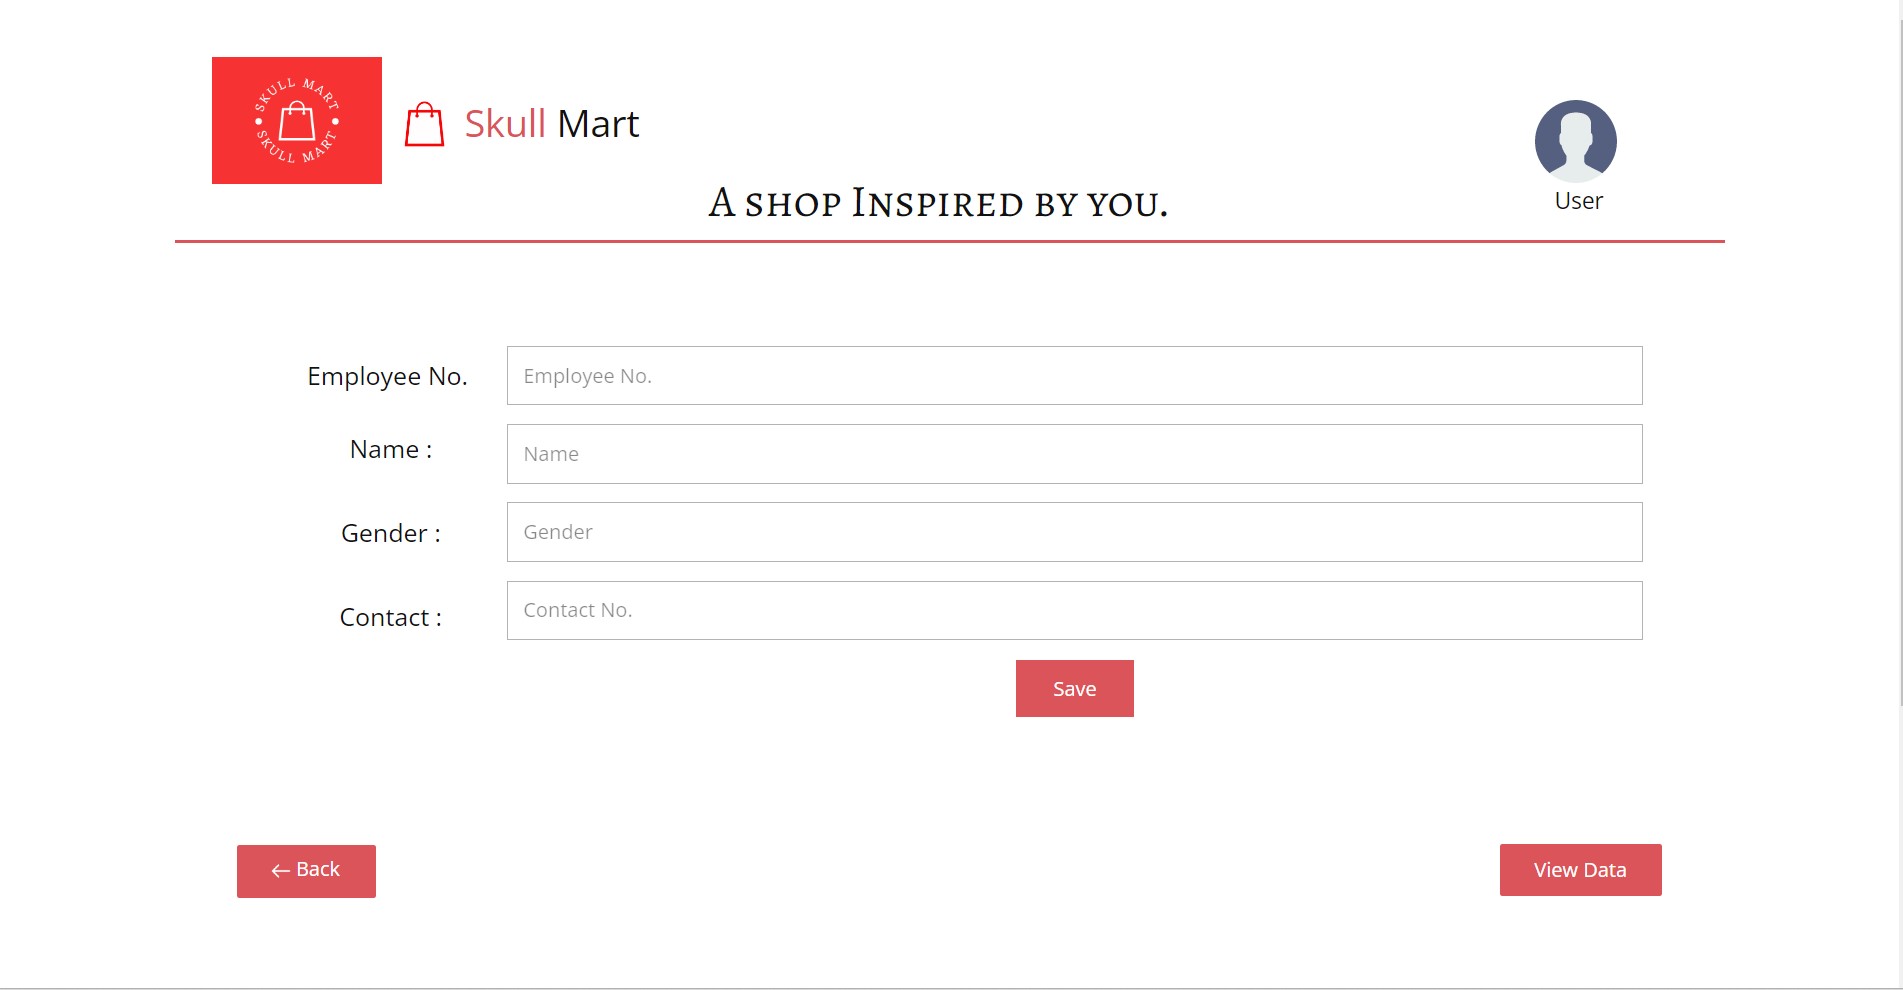 SKULL MART
SKULL MART
Skull Mart
A shop Inspired by you.
User
Employee No.
Employee No.
Name :
Name
Gender :
Gender
Contact :
Contact No.
Save
← Back
View Data